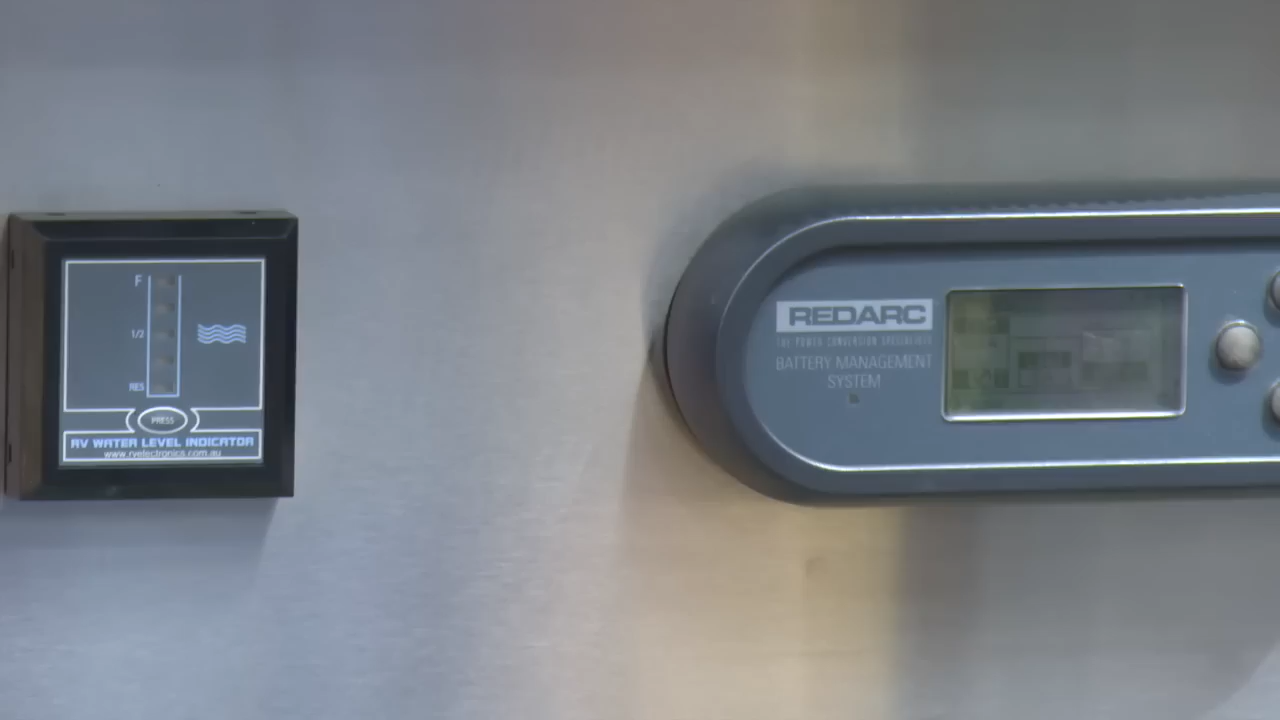 F
1/2
RES
PRESS
RV WATER LEVEL INDICATOR
www.rvelectronics.com.au
REDARC
THE POWER CONVERSION SPECIALISTS
BATTERY MANAGEMENT
SYSTEM